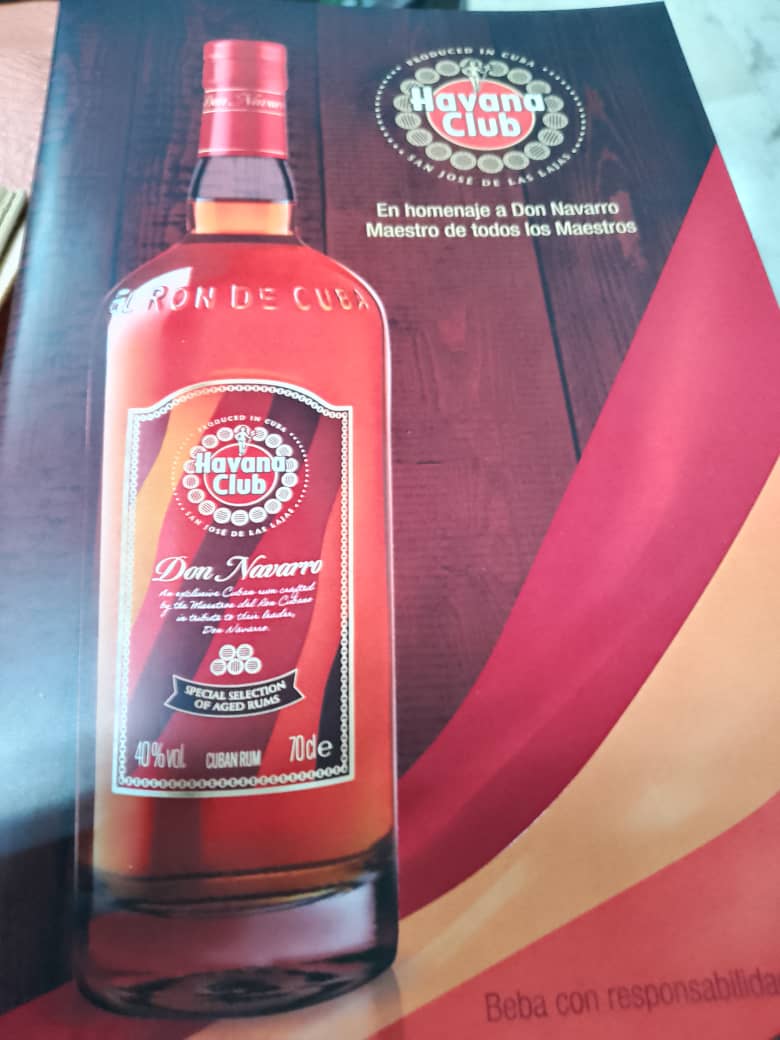 PRODUCED IN CUBA
Havana
Club
SAN JOSÉ DE LAS LAJAS
En homenaje a Don Navarro
Maestro de todos los Maestros
Don Navarro
EL RON DE CUBA
PRODUCED IN CUBA
Havana
Club
SAN JOSÉ DE LAS LAJAS
Don Navarro
An exclusive Cuban rum crafted
by the Maestros del Ron Cubano
in tribute to their leader,
Don Navarro.
SPECIAL SELECTION
OF AGED RUMS
40%vol. CUBAN RUM 70cle
Beba con responsabilida